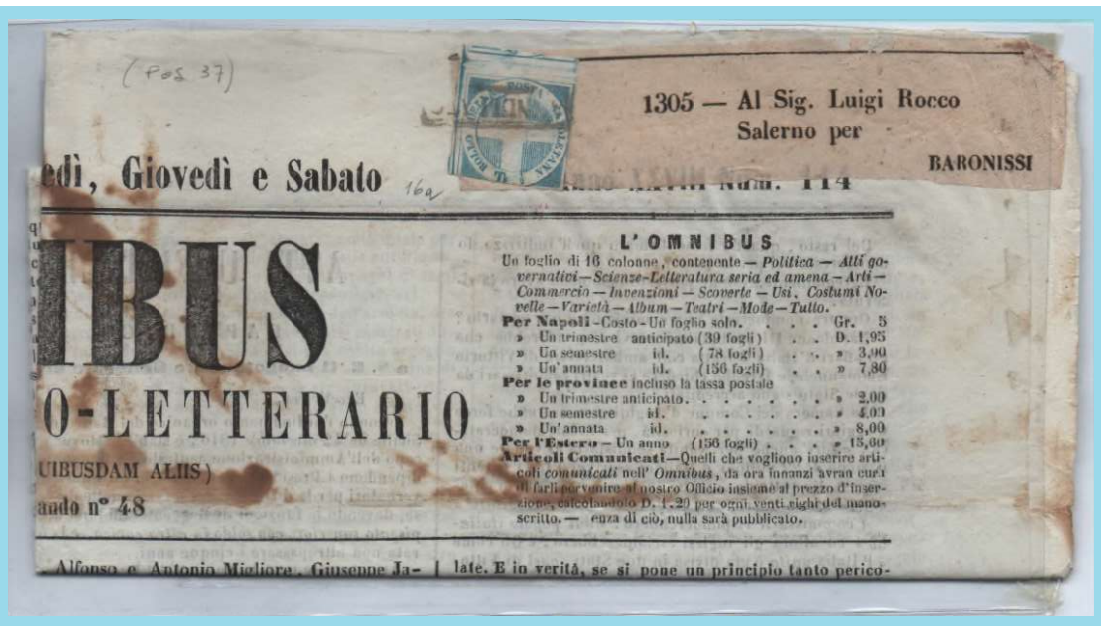 (Pos 37)
1305 — Al Sig. Luigi Rocco
Salerno per
BARONISSI
edì, Giovedì e Sabato
16a
XXVIII Num. 114
IBUS
O-LETTERARIO
UIBUSDAM ALIIS)
ando nº 48
L'OMNIBUS
Un foglio di 16 colonne, contenente — Politica — Atti go-
vernativi—Scienze-Letteratura seria ed amena — Arti—
Commercio — Invenzioni — Scoverte — Usi, Costumi No-
velle — Varietà — Album — Teatri — Mode — Tutto.
Per Napoli - Costo - Un foglio solo. . . . Gr. 5
» Un trimestre anticipato (39 fogli) . . D. 1,95
» Un semestre id. (78 fogli) . . » 3,90
» Un'annata id. (156 fogli) . . » 7,80
Per le province incluso la tassa postale
» Un trimestre anticipato. . . . . . . 2,00
» Un semestre id. . . . . . » 4,00
» Un'annata id. . . . . . » 8,00
Per l'Estero — Un anno (156 fogli) . . . » 15,60
Articoli Comunicati—Quelli che vogliono inserire arti-
coli comunicati nell' Omnibus, da ora innanzi avran cura
di farli pervenire al nostro Officio insieme al prezzo d'inser-
zione, calcolandolo D. 1.20 per ogni venti righi del mano-
scritto. — enza di ciò, nulla sarà pubblicato.
Alfonso e Antonio Migliore, Giuseppe Ja-
late. E in verità, se si pone un principio tanto perico-